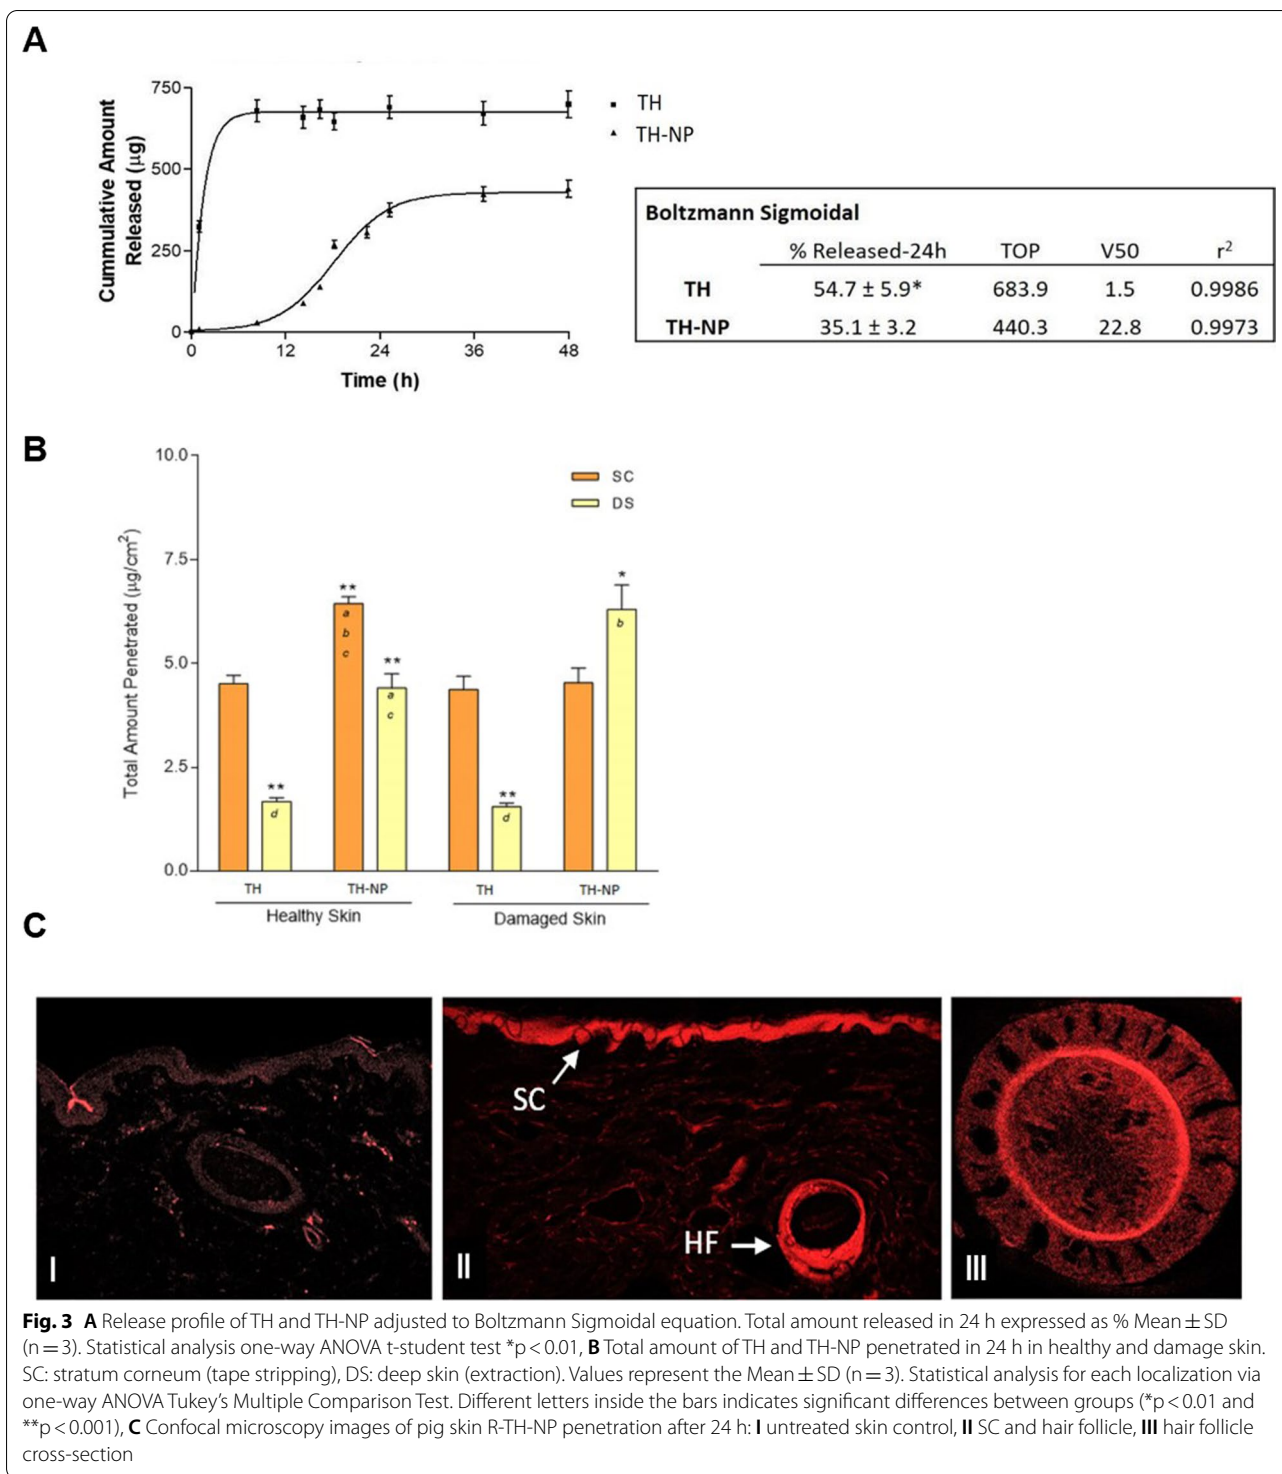 A
750
500
250
0
Cummulative Amount
Released (μg)
0 12 24 36 48
Time (h)
TH
TH-NP
Boltzmann Sigmoidal
% Released-24h TOP V50 r²
TH 54.7 ± 5.9* 683.9 1.5 0.9986
TH-NP 35.1 ± 3.2 440.3 22.8 0.9973
B
10.0
7.5
5.0
2.5
0.0
Total Amount Penetrated (μg/cm²)
SC
DS
**
d
**
a
b
c
**
a
c
**
d
*
b
TH TH-NP TH TH-NP
Healthy Skin Damaged Skin
C
I
SC
HF
II
III
Fig. 3 A Release profile of TH and TH-NP adjusted to Boltzmann Sigmoidal equation. Total amount released in 24 h expressed as % Mean ± SD
(n = 3). Statistical analysis one-way ANOVA t-student test *p < 0.01, B Total amount of TH and TH-NP penetrated in 24 h in healthy and damage skin.
SC: stratum corneum (tape stripping), DS: deep skin (extraction). Values represent the Mean ± SD (n = 3). Statistical analysis for each localization via
one-way ANOVA Tukey's Multiple Comparison Test. Different letters inside the bars indicates significant differences between groups (*p < 0.01 and
**p < 0.001), C Confocal microscopy images of pig skin R-TH-NP penetration after 24 h: I untreated skin control, II SC and hair follicle, III hair follicle
cross-section